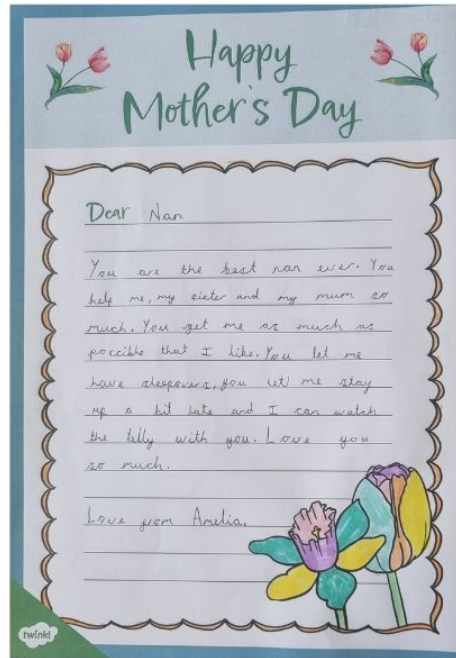 Happy
Mother's Day
Dear Nan
You are the best nan ever. You
help me, my sister and my mum so
much. You get me as much as
possible that I like. You let me
have sleepovers, you let me stay
up a bit late and I can watch
the telly with you. Love you
so much.
Love from Amelia.
twinkl